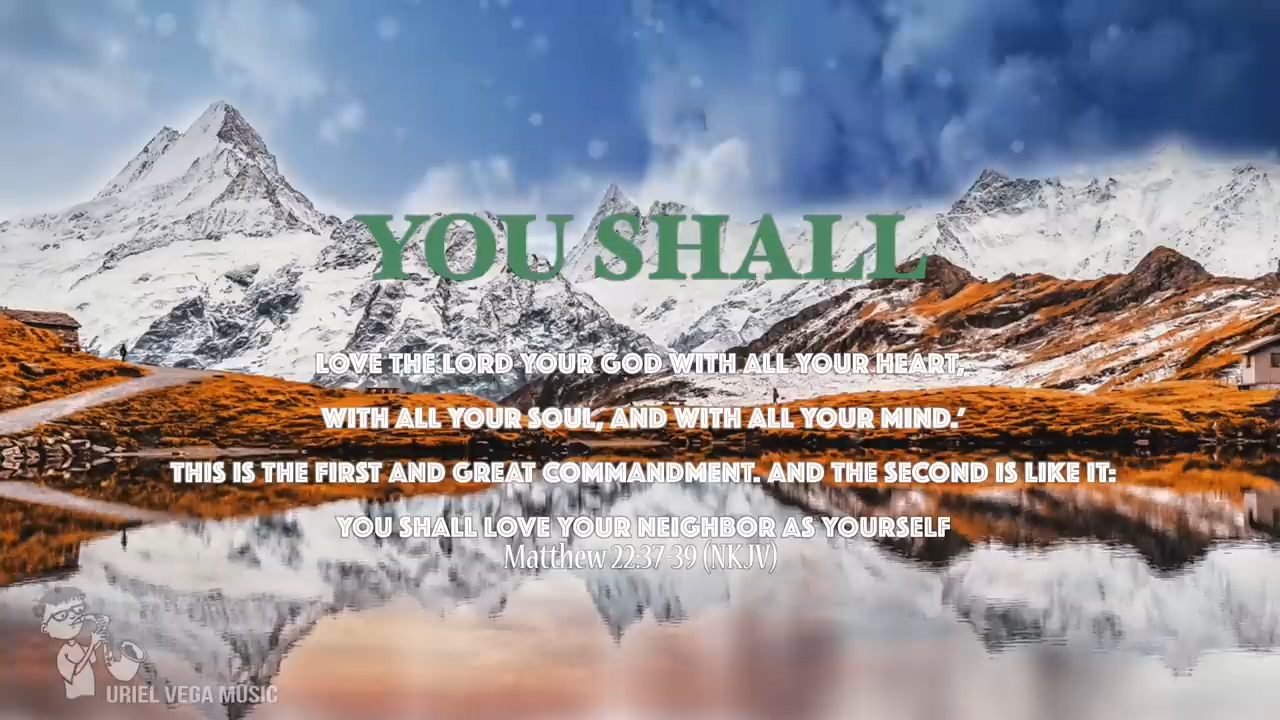 YOU SHALL
LOVE THE LORD YOUR GOD WITH ALL YOUR HEART,
WITH ALL YOUR SOUL, AND WITH ALL YOUR MIND.'
THIS IS THE FIRST AND GREAT COMMANDMENT. AND THE SECOND IS LIKE IT:
YOU SHALL LOVE YOUR NEIGHBOR AS YOURSELF
Matthew 22:37-39 (NKJV)
URIEL VEGA MUSIC